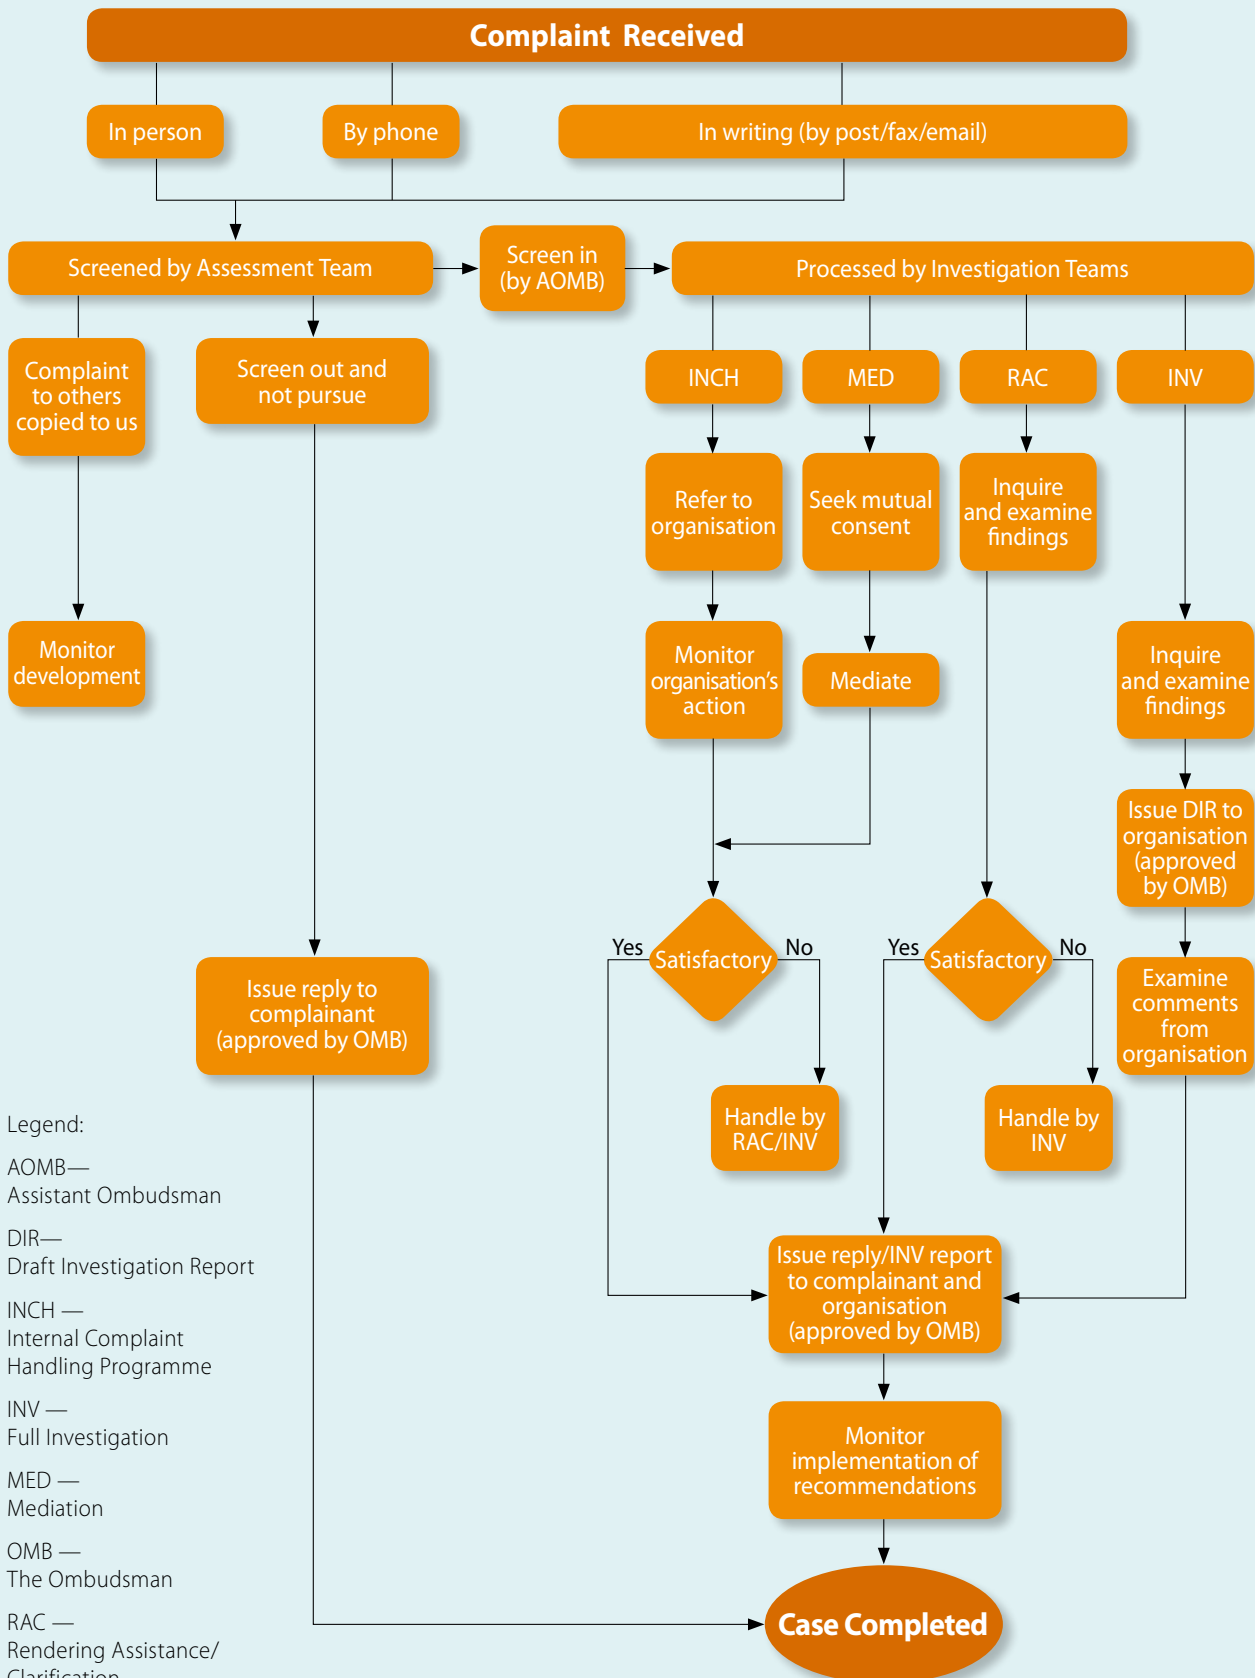 Complaint Received
In person
By phone
In writing (by post/fax/email)
Screened by Assessment Team
Screen in
(by AOMB)
Processed by Investigation Teams
Complaint
to others
copied to us
Screen out and
not pursue
INCH
MED
RAC
INV
Refer to
organisation
Seek mutual
consent
Inquire
and examine
findings
Monitor
development
Monitor
organisation's
action
Mediate
Inquire
and examine
findings
Issue DIR to
organisation
(approved
by OMB)
Yes
Satisfactory
No
Yes
Satisfactory
No
Issue reply to
complainant
(approved by OMB)
Examine
comments
from
organisation
Handle by
RAC/INV
Handle by
INV
Issue reply/INV report
to complainant and
organisation
(approved by OMB)
Monitor
implementation of
recommendations
Case Completed
Legend:
AOMB—
Assistant Ombudsman
DIR—
Draft Investigation Report
INCH —
Internal Complaint
Handling Programme
INV —
Full Investigation
MED —
Mediation
OMB —
The Ombudsman
RAC —
Rendering Assistance/
Clarification